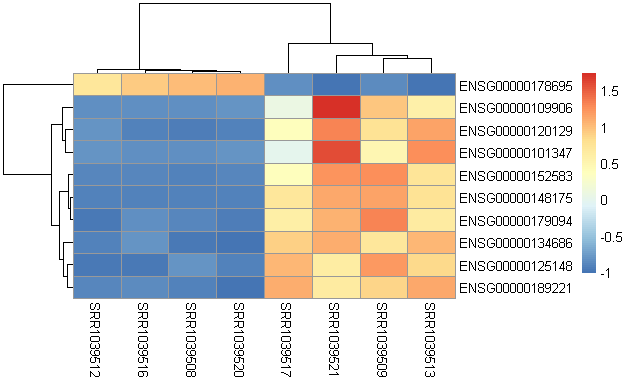 ENSG00000178695
ENSG00000109906
ENSG00000120129
ENSG00000101347
ENSG00000152583
ENSG00000148175
ENSG00000179094
ENSG00000134686
ENSG00000125148
ENSG00000189221
1.5
1
0.5
0
-0.5
-1
SRR1039512
SRR1039516
SRR1039508
SRR1039520
SRR1039517
SRR1039521
SRR1039509
SRR1039513